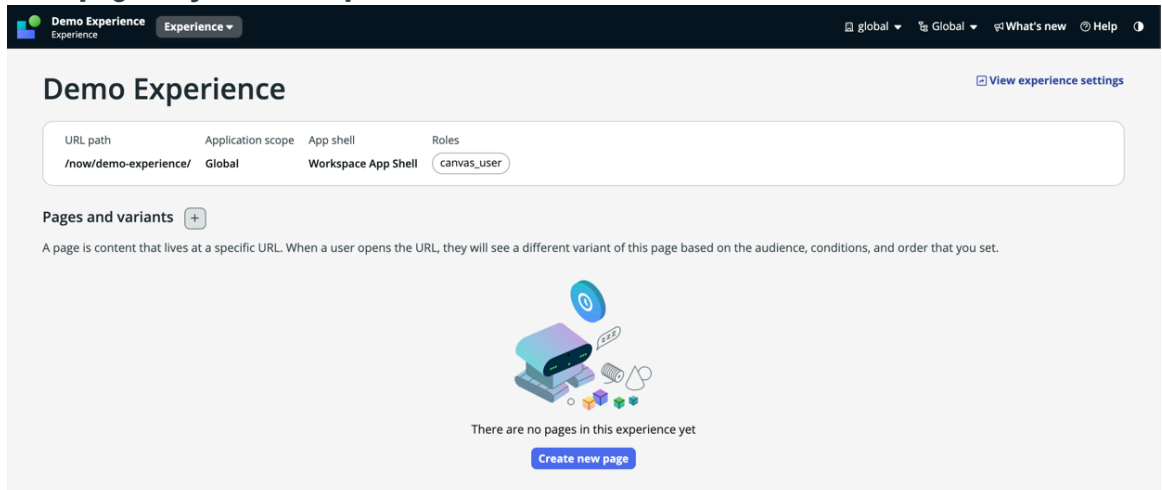 Demo Experience
Experience
Experience
global
Global
What's new
Help
Demo Experience
View experience settings
URL path
Application scope
App shell
Roles
/now/demo-experience/
Global
Workspace App Shell
canvas_user
Pages and variants +
A page is content that lives at a specific URL. When a user opens the URL, they will see a different variant of this page based on the audience, conditions, and order that you set.
zzz
There are no pages in this experience yet
Create new page